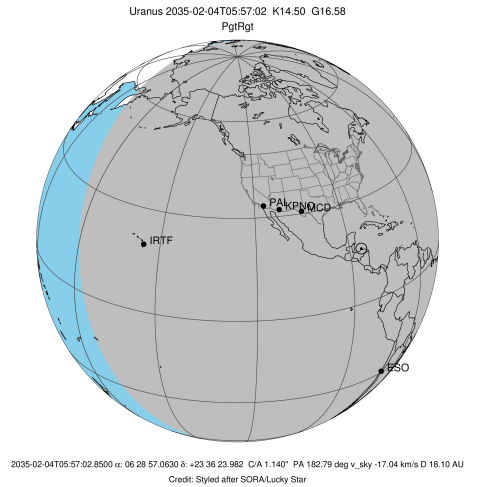 Uranus 2035-02-04T05:57:02 K14.50 G16.58
PgtRgt
PAL
KPNO
MCD
IRTF
ESO
2035-02-04T05:57:02.8500 α: 06 28 57.0630 δ: +23 36 23.982 C/A 1.140" PA 182.79 deg v_sky -17.04 km/s D 18.10 AU
Credit: Styled after SORA/Lucky Star